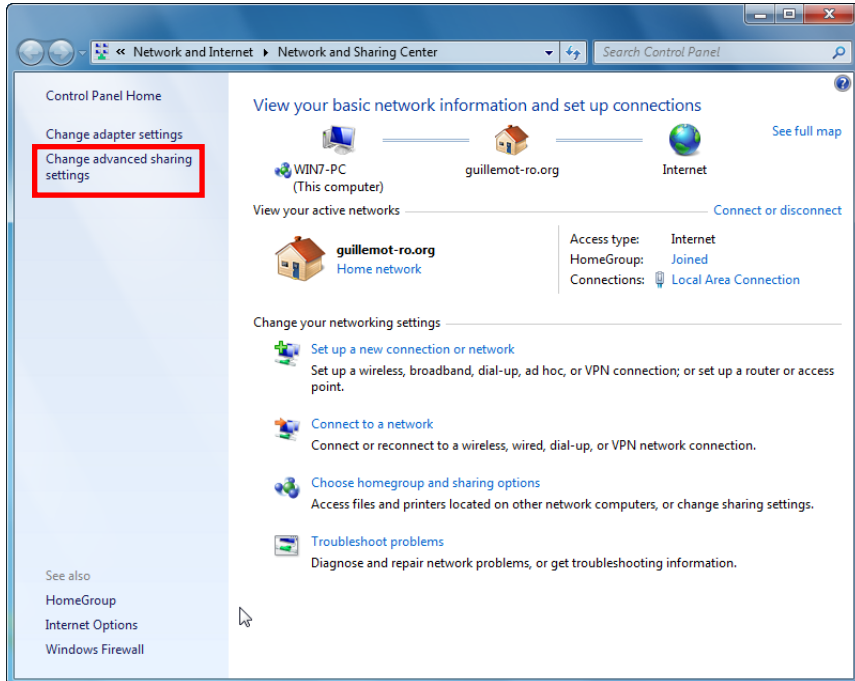 « Network and Internet ▸ Network and Sharing Center
Search Control Panel
Control Panel Home
Change adapter settings
Change advanced sharing
settings
See also
HomeGroup
Internet Options
Windows Firewall
View your basic network information and set up connections
See full map
WIN7-PC
(This computer)
guillemot-ro.org
Internet
View your active networks
Connect or disconnect
guillemot-ro.org
Home network
Access type: Internet
HomeGroup: Joined
Connections: Local Area Connection
Change your networking settings
Set up a new connection or network
Set up a wireless, broadband, dial-up, ad hoc, or VPN connection; or set up a router or access
point.
Connect to a network
Connect or reconnect to a wireless, wired, dial-up, or VPN network connection.
Choose homegroup and sharing options
Access files and printers located on other network computers, or change sharing settings.
Troubleshoot problems
Diagnose and repair network problems, or get troubleshooting information.